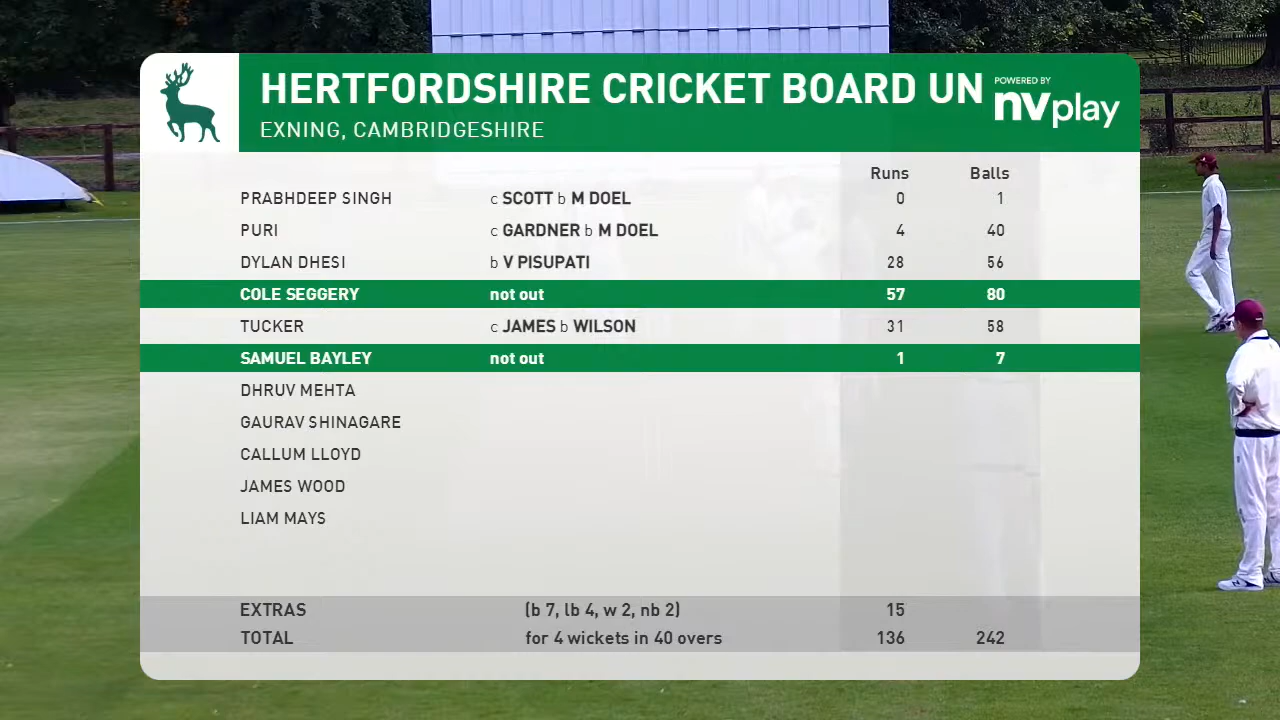 HERTFORDSHIRE CRICKET BOARD UN
POWERED BY
nvplay
EXNING, CAMBRIDGESHIRE
Runs Balls
PRABHDEEP SINGH c SCOTT b M DOEL 0 1
PURI c GARDNER b M DOEL 4 40
DYLAN DHESI b V PISUPATI 28 56
COLE SEGGERY not out 57 80
TUCKER c JAMES b WILSON 31 58
SAMUEL BAYLEY not out 1 7
DHRUV MEHTA
GAURAV SHINAGARE
CALLUM LLOYD
JAMES WOOD
LIAM MAYS
EXTRAS (b 7, lb 4, w 2, nb 2) 15
TOTAL for 4 wickets in 40 overs 136 242